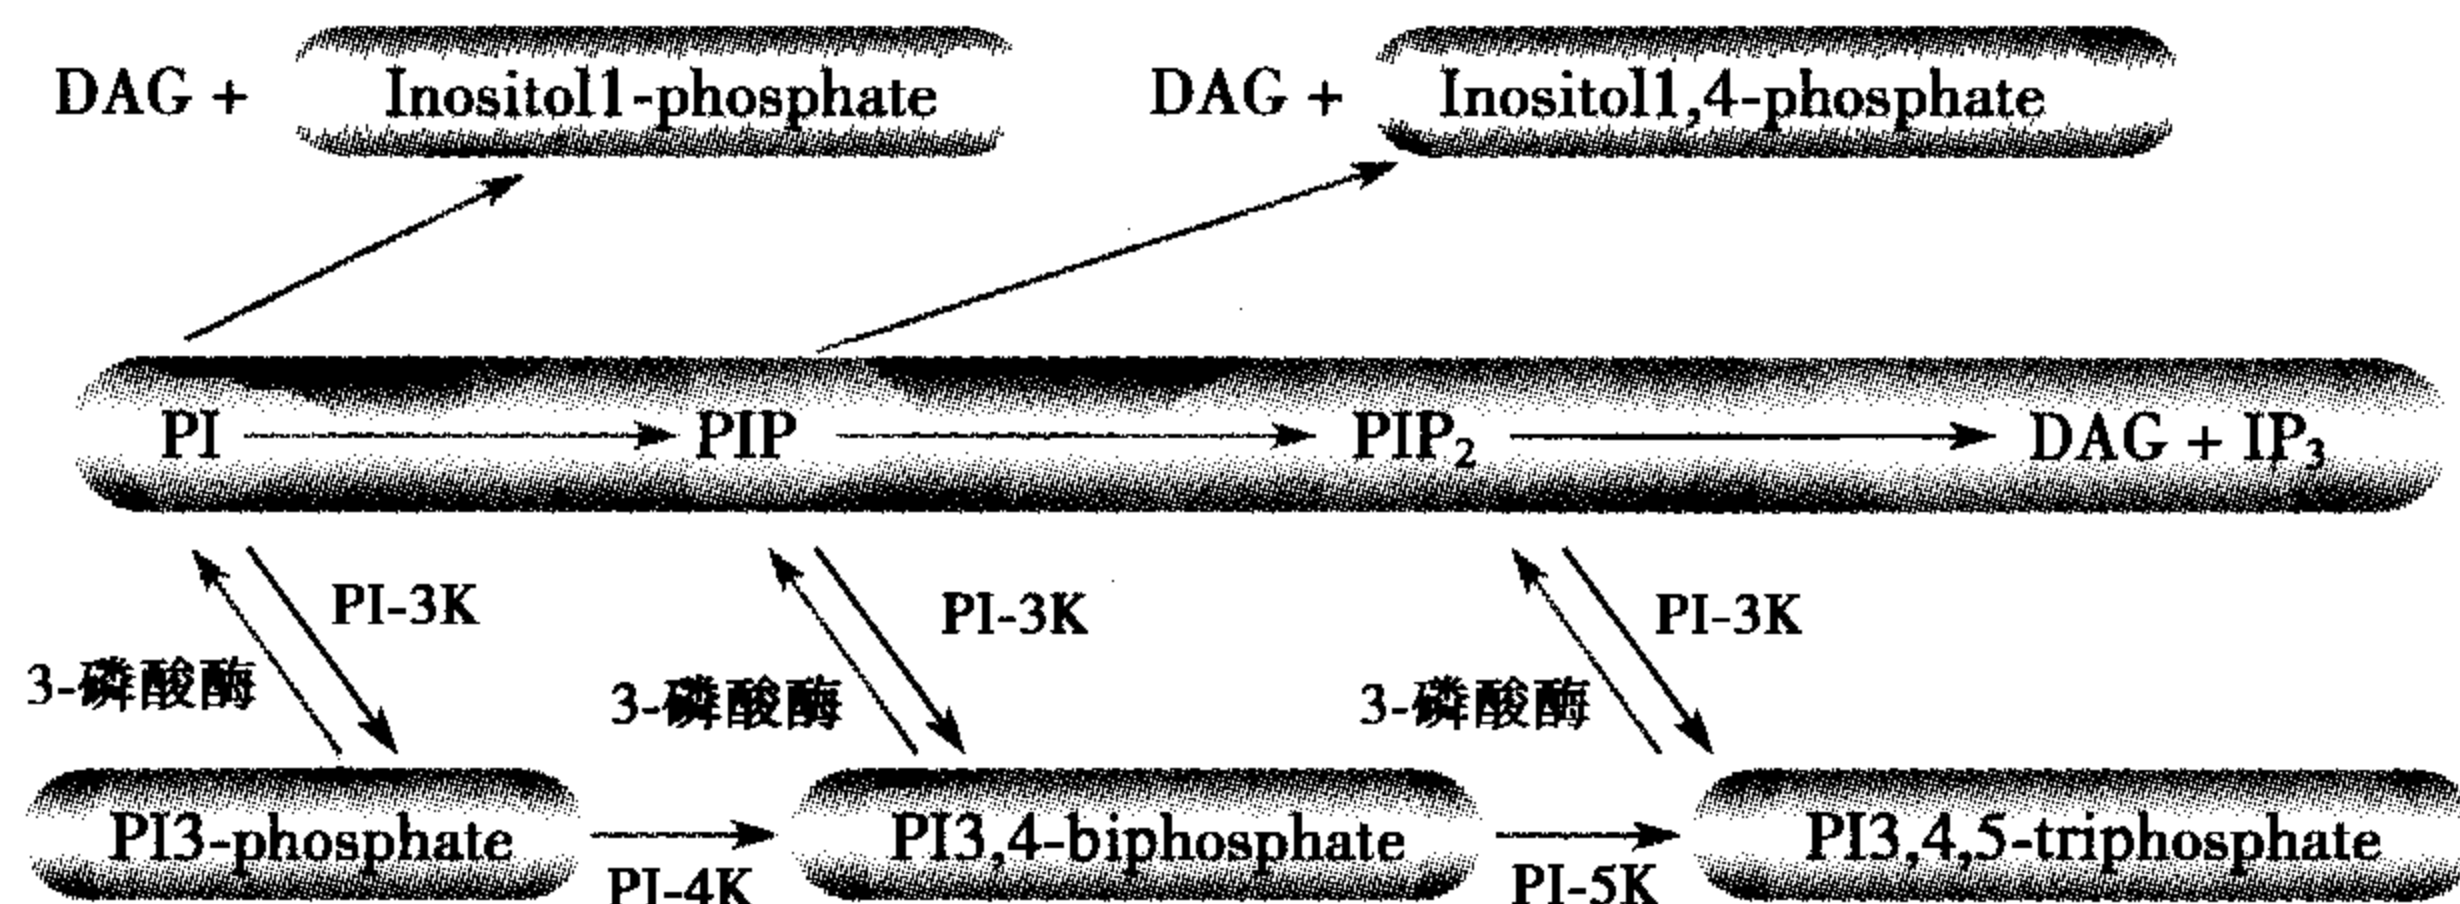 DAG + Inositol1-phosphate DAG + Inositol1,4-phosphate
PI PIP PIP₂ DAG + IP₃
PI-3K PI-3K PI-3K
3-磷酸酶 3-磷酸酶 3-磷酸酶
PI3-phosphate PI3,4-biphosphate PI3,4,5-triphosphate
PI-4K PI-5K